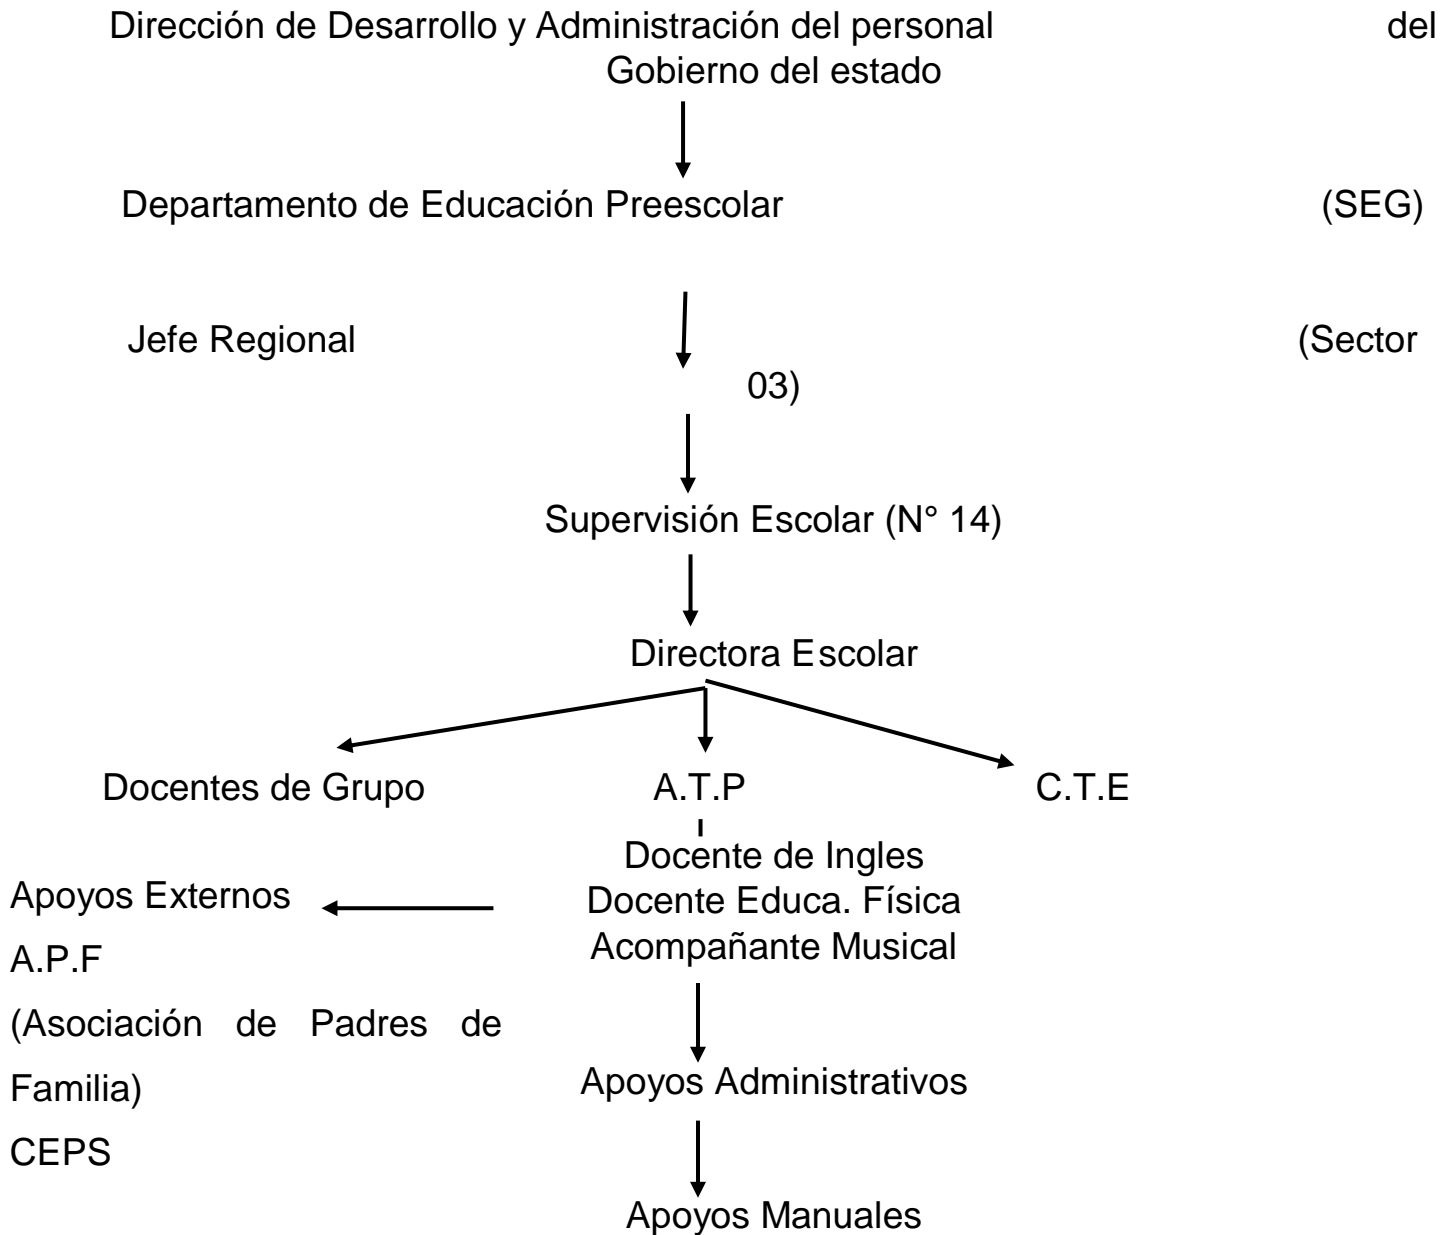 Dirección de Desarrollo y Administración del personal del
Gobierno del estado
Departamento de Educación Preescolar (SEG)
Jefe Regional (Sector
03)
Supervisión Escolar (N° 14)
Directora Escolar
Docentes de Grupo A.T.P C.T.E
Docente de Ingles
Docente Educa. Física
Acompañante Musical
Apoyos Externos
A.P.F
(Asociación de Padres de
Familia)
CEPS
Apoyos Administrativos
Apoyos Manuales